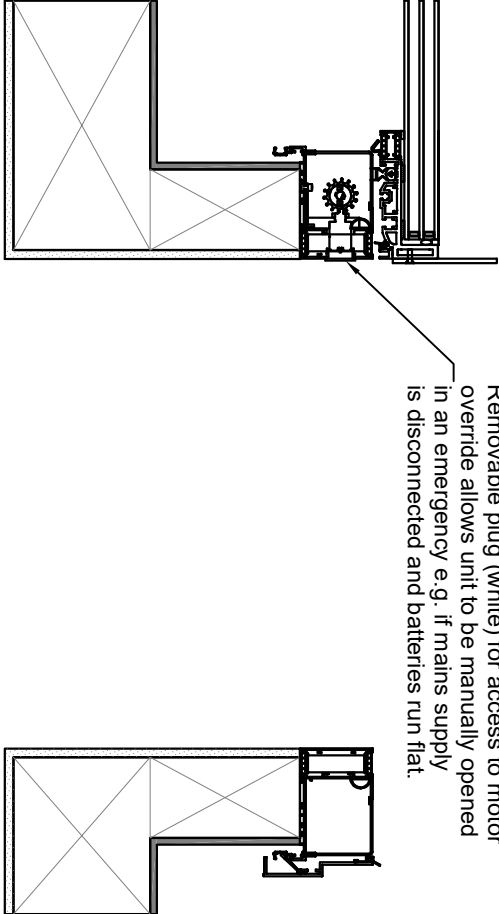 Removable plug (white) for access to motor
override allows unit to be manually opened
in an emergency e.g. if mains supply
is disconnected and batteries run flat.